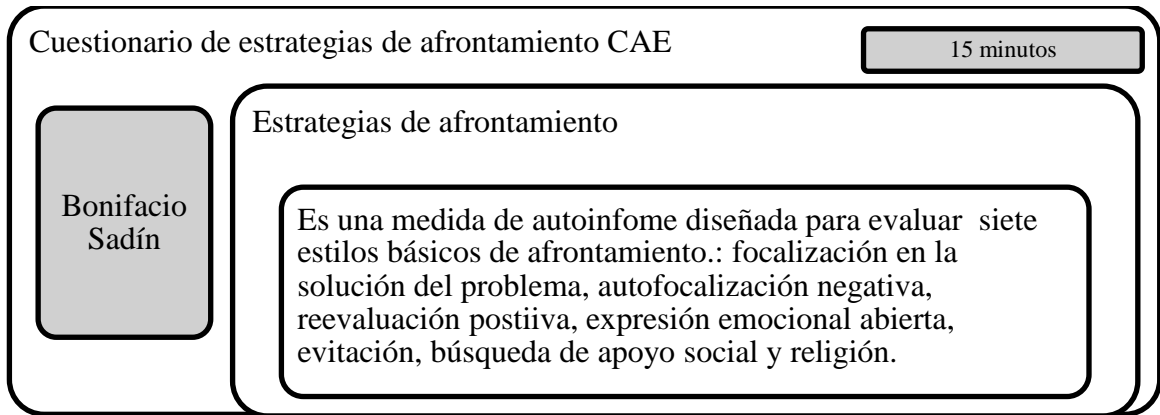 Cuestionario de estrategias de afrontamiento CAE
15 minutos
Bonifacio
Sadín
Estrategias de afrontamiento
Es una medida de autoinfome diseñada para evaluar siete
estilos básicos de afrontamiento.: focalización en la
solución del problema, autofocalización negativa,
reevaluación postiiva, expresión emocional abierta,
evitación, búsqueda de apoyo social y religión.